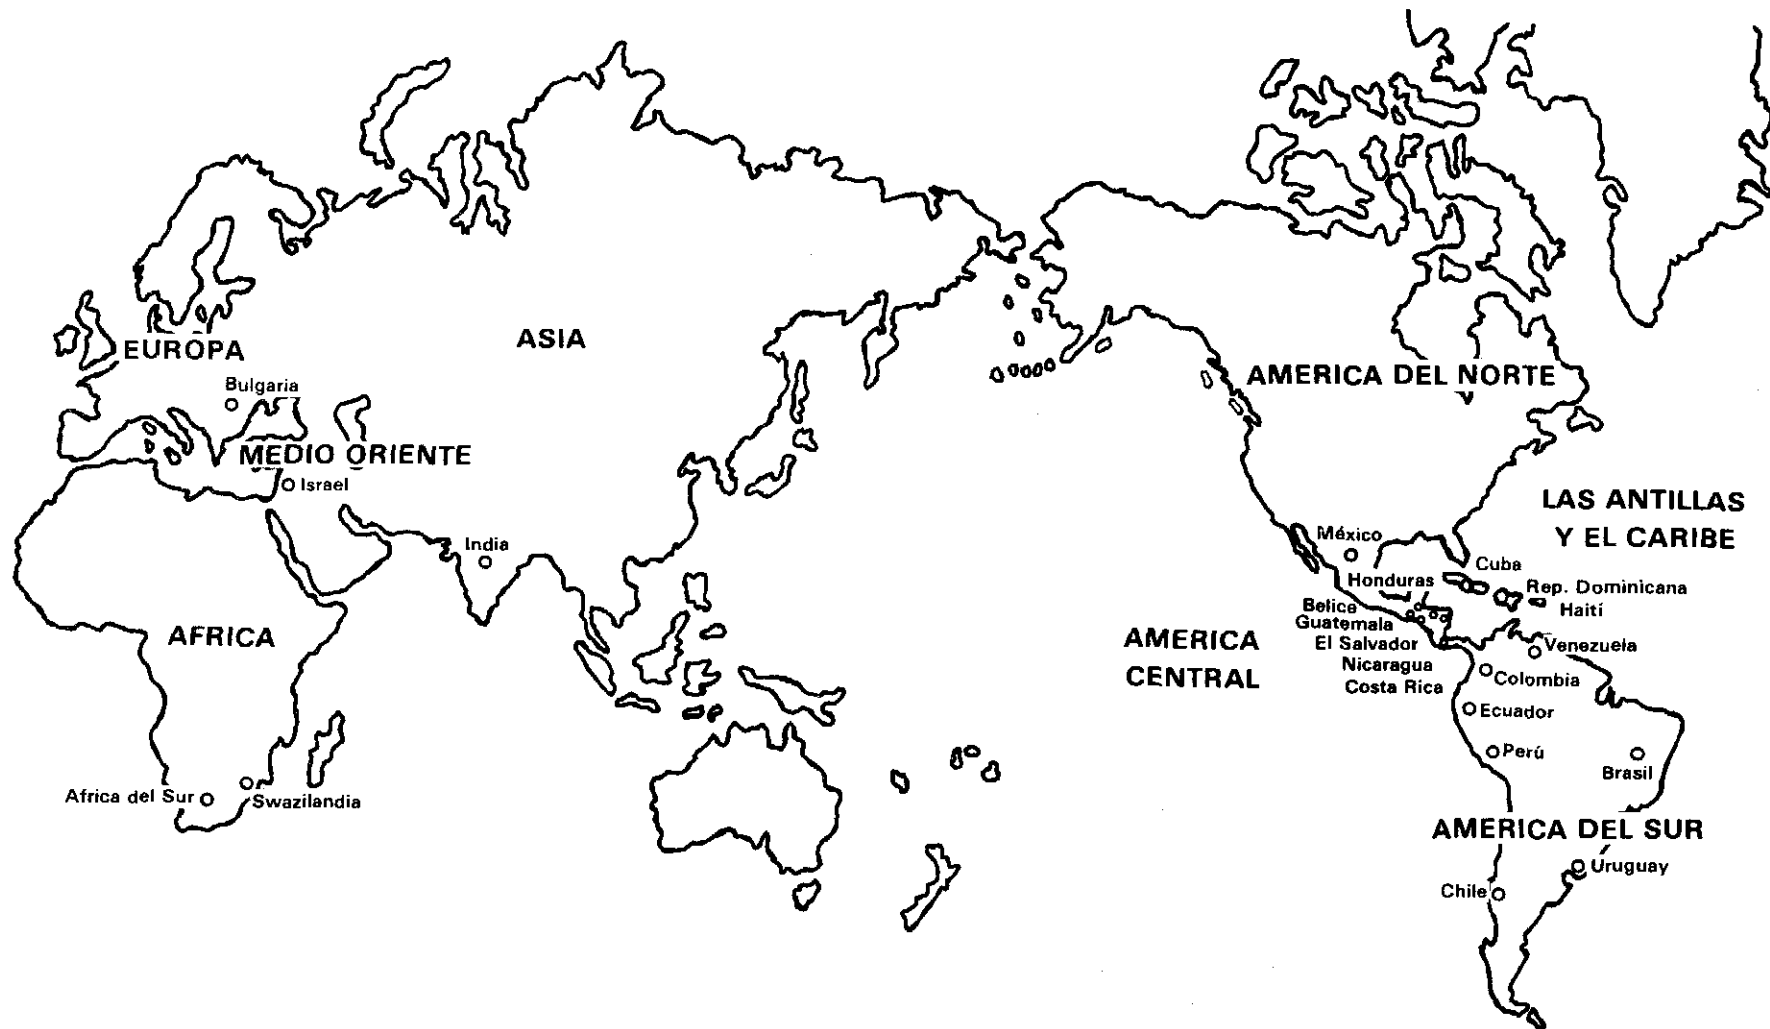 ASIA
EUROPA
AMERICA DEL NORTE
Bulgaria
MEDIO ORIENTE
Israel
LAS ANTILLAS
Y EL CARIBE
México
India
Cuba
Honduras
Rep. Dominicana
Haití
Belice
Guatemala
El Salvador
Nicaragua
Costa Rica
AFRICA
AMERICA
CENTRAL
Venezuela
Colombia
Ecuador
Perú
Brasil
Africa del Sur
Swazilandia
AMERICA DEL SUR
Uruguay
Chile